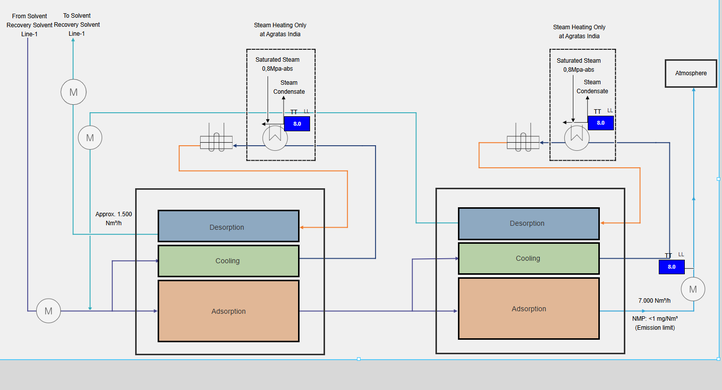 From Solvent
Recovery Solvent
Line-1
To Solvent
Recovery Solvent
Line-1
Steam Heating Only
at Agratas India
Saturated Steam
0,8Mpa-abs
Steam
Condensate
TT LL
8.0
M
M
Approx. 1.500
Nm³/h
Desorption
Cooling
Adsorption
M
Steam Heating Only
at Agratas India
Saturated Steam
0,8Mpa-abs
Steam
Condensate
TT LL
8.0
Atmosphere
Desorption
Cooling
Adsorption
TT LL
8.0
M
7.000 Nm³/h
NMP: <1 mg/Nm³
(Emission limit)